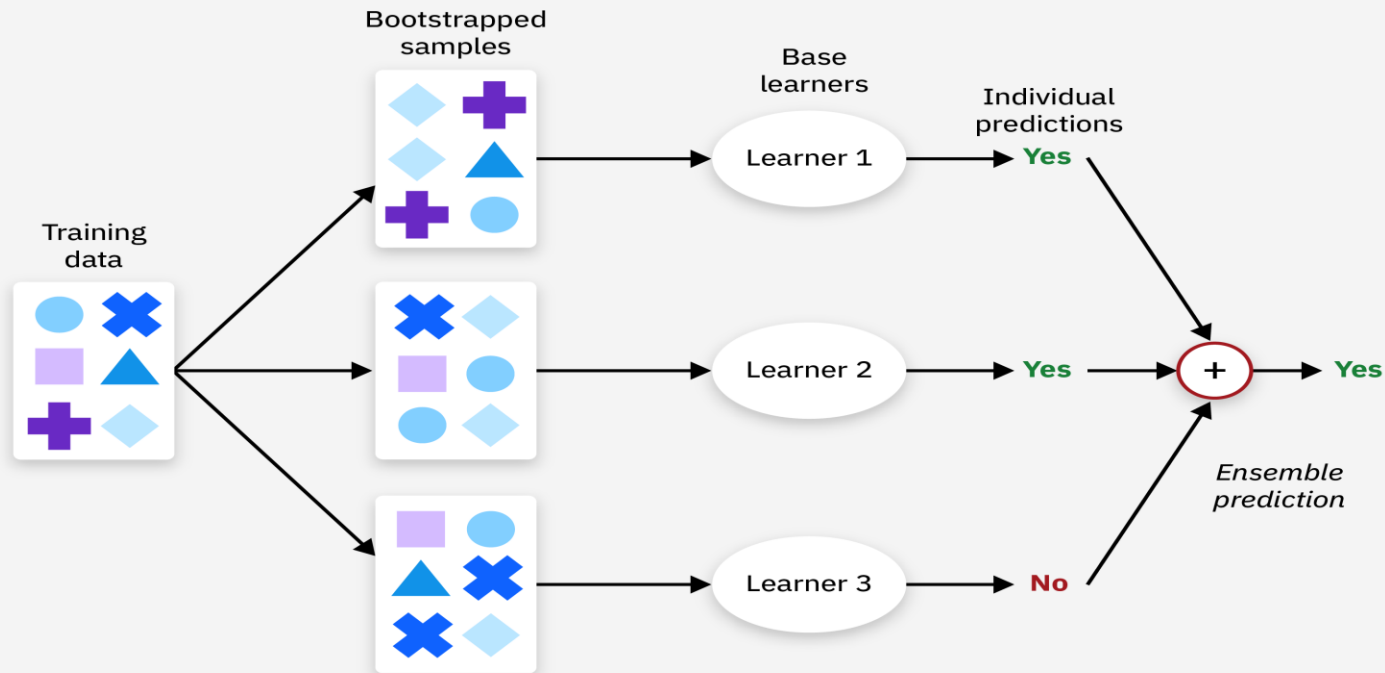 Bootstrapped
samples
Base
learners
Individual
predictions
Learner 1
Yes
Training
data
Learner 2
Yes
+
Yes
Ensemble
prediction
Learner 3
No